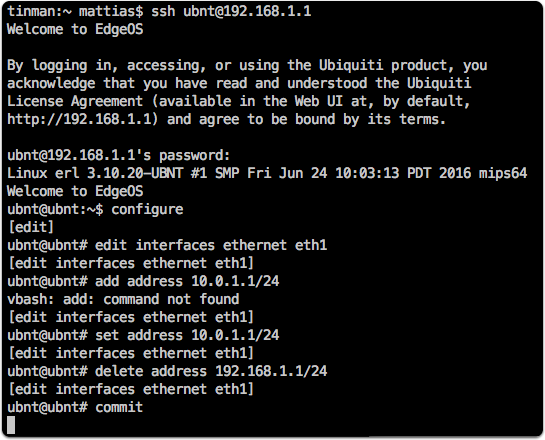 tinman:~ mattias$ ssh ubnt@192.168.1.1
Welcome to EdgeOS
By logging in, accessing, or using the Ubiquiti product, you
acknowledge that you have read and understood the Ubiquiti
License Agreement (available in the Web UI at, by default,
http://192.168.1.1) and agree to be bound by its terms.
ubnt@192.168.1.1's password:
Linux erl 3.10.20-UBNT #1 SMP Fri Jun 24 10:03:13 PDT 2016 mips64
Welcome to EdgeOS
ubnt@ubnt:~$ configure
[edit]
ubnt@ubnt# edit interfaces ethernet eth1
[edit interfaces ethernet eth1]
ubnt@ubnt# add address 10.0.1.1/24
vbash: add: command not found
[edit interfaces ethernet eth1]
ubnt@ubnt# set address 10.0.1.1/24
[edit interfaces ethernet eth1]
ubnt@ubnt# delete address 192.168.1.1/24
[edit interfaces ethernet eth1]
ubnt@ubnt# commit